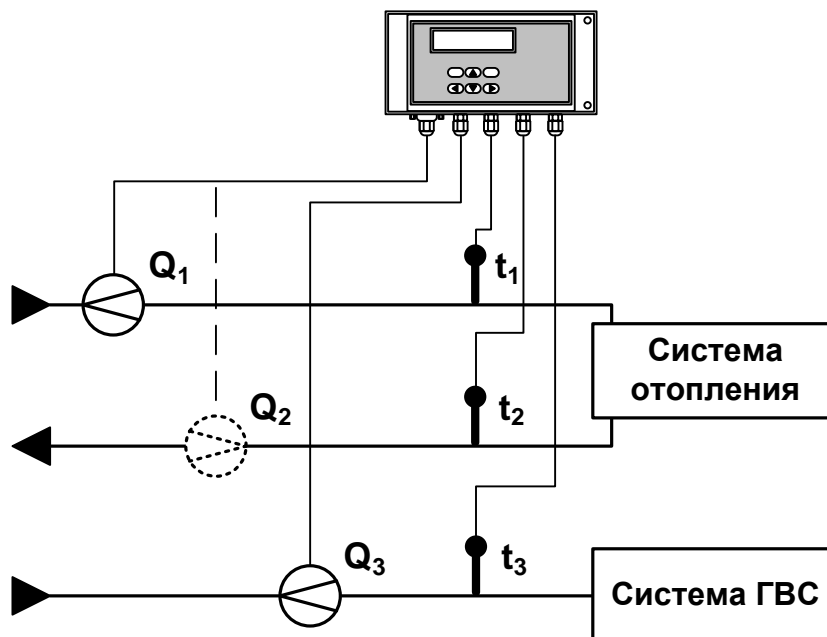 Q₁
t₁
Система
отопления
Q₂
t₂
Q₃
t₃
Система ГВС